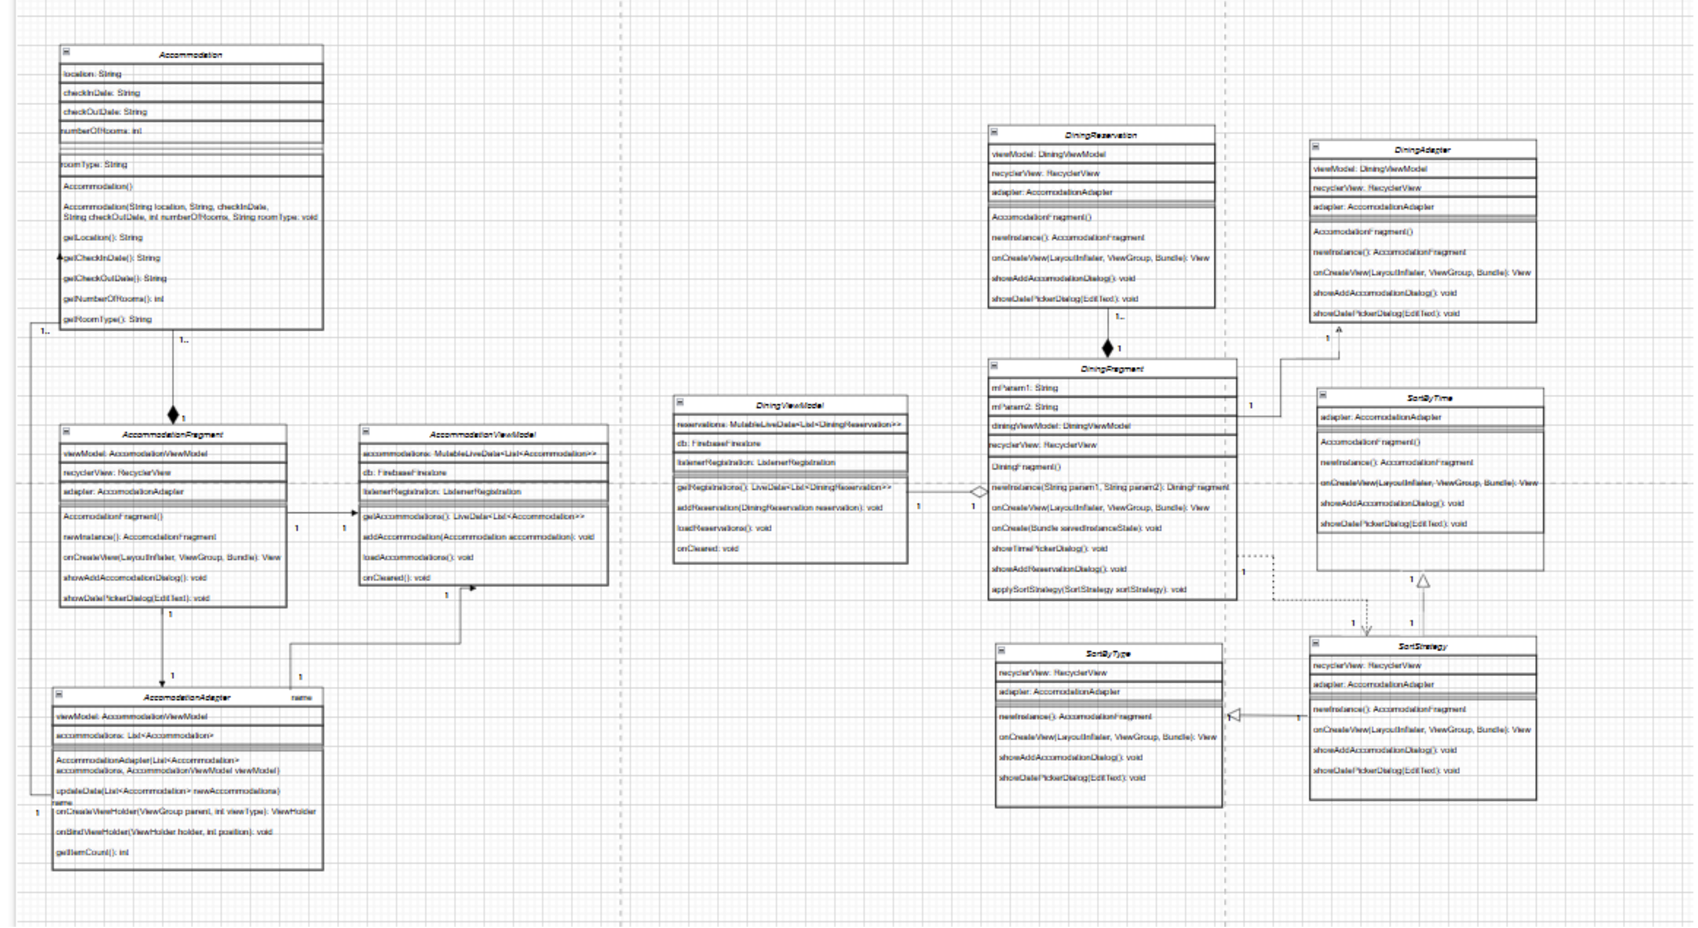 Accommodation
location: String
checkInDate: String
checkOutDate: String
numberOfRooms: int
roomType: String
Accommodation()
Accommodation(String location, String, checkInDate,
String checkOutDate, int numberOfRooms, String roomType: void
getLocation(): String
getCheckInDate(): String
getCheckOutDate(): String
getNumberOfRooms(): int
getRoomType(): String
1..
1..
1
AccommodationFragment
viewModel: AccomodationViewModel
recyclerView: RecyclerView
adapter: AccomodationAdapter
AccomodationFragment()
newInstance(): AccomodationFragment
onCreateView(LayoutInflater, ViewGroup, Bundle): View
showAddAccomodationDialog(): void
showDatePickerDialog(EditText): void
1
1
AccommodationViewModel
accommodations: MutableLiveData<List<Accommodation>>
db: FirebaseFirestore
listenerRegistration: ListenerRegistration
getAccommodations(): LiveData<List<Accommodation>>
addAccommodation(Accommodation accommodation): void
loadAccommodations(): void
onCleared(): void
1
1
1
1
name
AccomodationAdapter
viewModel: AccommodationViewModel
accommodations: List<Accommodation>
AccommodationAdapter(List<Accommodation>
accommodations, AccommodationViewModel viewModel)
updateData(List<Accommodation> newAccommodations)
name
onCreateViewHolder(ViewGroup parent, int viewType): ViewHolder
onBindViewHolder(ViewHolder holder, int position): void
getItemCount(): int
1
DiningViewModel
reservations: MutableLiveData<List<DiningReservation>>
db: FirebaseFirestore
listenerRegistration: ListenerRegistration
getRegistrations(): LiveData<List<DiningReservation>>
addReservation(DiningReservation reservation): void
loadReservations(): void
onCleared: void
1
1
DiningReservation
viewModel: DiningViewModel
recyclerView: RecyclerView
adapter: AccomodationAdapter
AccomodationFragment()
newInstance(): AccomodationFragment
onCreateView(LayoutInflater, ViewGroup, Bundle): View
showAddAccomodationDialog(): void
showDatePickerDialog(EditText): void
1..
1
DiningFragment
mParam1: String
mParam2: String
diningViewModel: DiningViewModel
recyclerView: RecyclerView
DiningFragment()
newInstance(String param1, String param2): DiningFragment
onCreateView(LayoutInflater, ViewGroup, Bundle): View
onCreate(Bundle savedInstanceState): void
showTimePickerDialog(): void
showAddReservationDialog(): void
applySortStrategy(SortStrategy sortStrategy): void
1
1
1
DiningAdapter
viewModel: DiningViewModel
recyclerView: RecyclerView
adapter: AccomodationAdapter
AccomodationFragment()
newInstance(): AccomodationFragment
onCreateView(LayoutInflater, ViewGroup, Bundle): View
showAddAccomodationDialog(): void
showDatePickerDialog(EditText): void
SortByTime
adapter: AccomodationAdapter
AccomodationFragment()
newInstance(): AccomodationFragment
onCreateView(LayoutInflater, ViewGroup, Bundle): View
showAddAccomodationDialog(): void
showDatePickerDialog(EditText): void
1
1
1
SortByType
recyclerView: RecyclerView
adapter: AccomodationAdapter
newInstance(): AccomodationFragment
onCreateView(LayoutInflater, ViewGroup, Bundle): View
showAddAccomodationDialog(): void
showDatePickerDialog(EditText): void
1
1
SortStrategy
recyclerView: RecyclerView
adapter: AccomodationAdapter
newInstance(): AccomodationFragment
onCreateView(LayoutInflater, ViewGroup, Bundle): View
showAddAccomodationDialog(): void
showDatePickerDialog(EditText): void